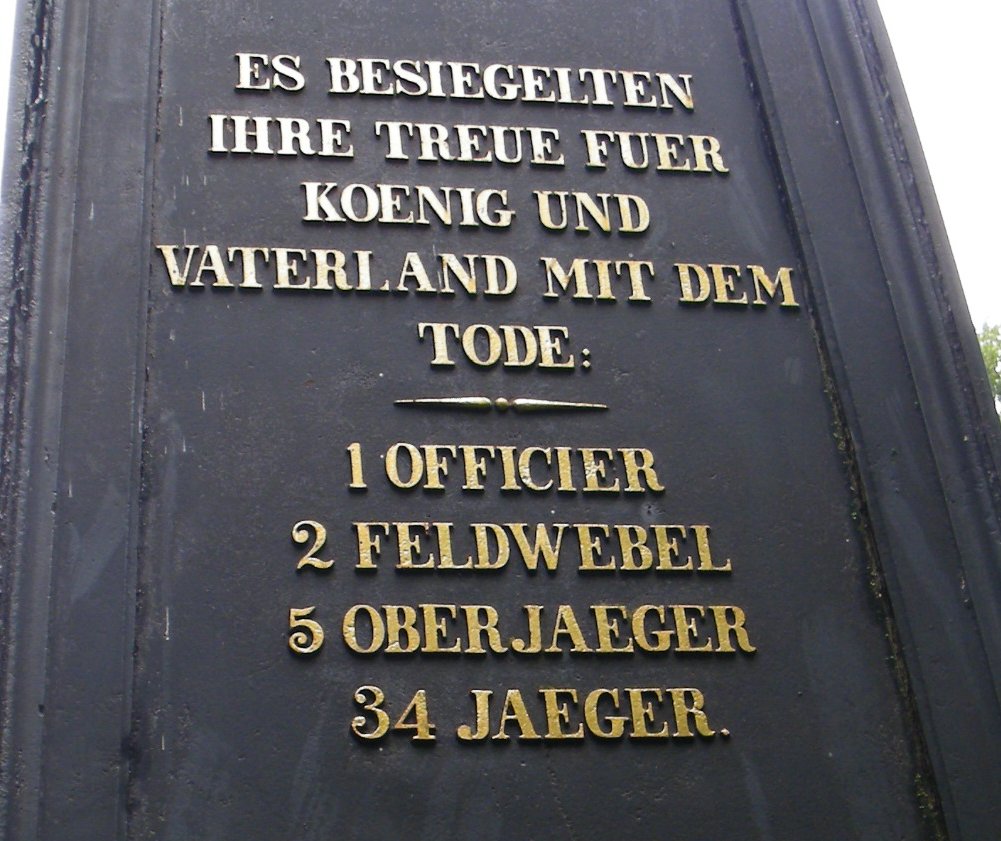 ES BESIEGELTEN
IHRE TREUE FUER
KOENIG UND
VATERLAND MIT DEM
TODE:
1 OFFICIER
2 FELDWEBEL
5 OBERJAEGER
34 JAEGER.